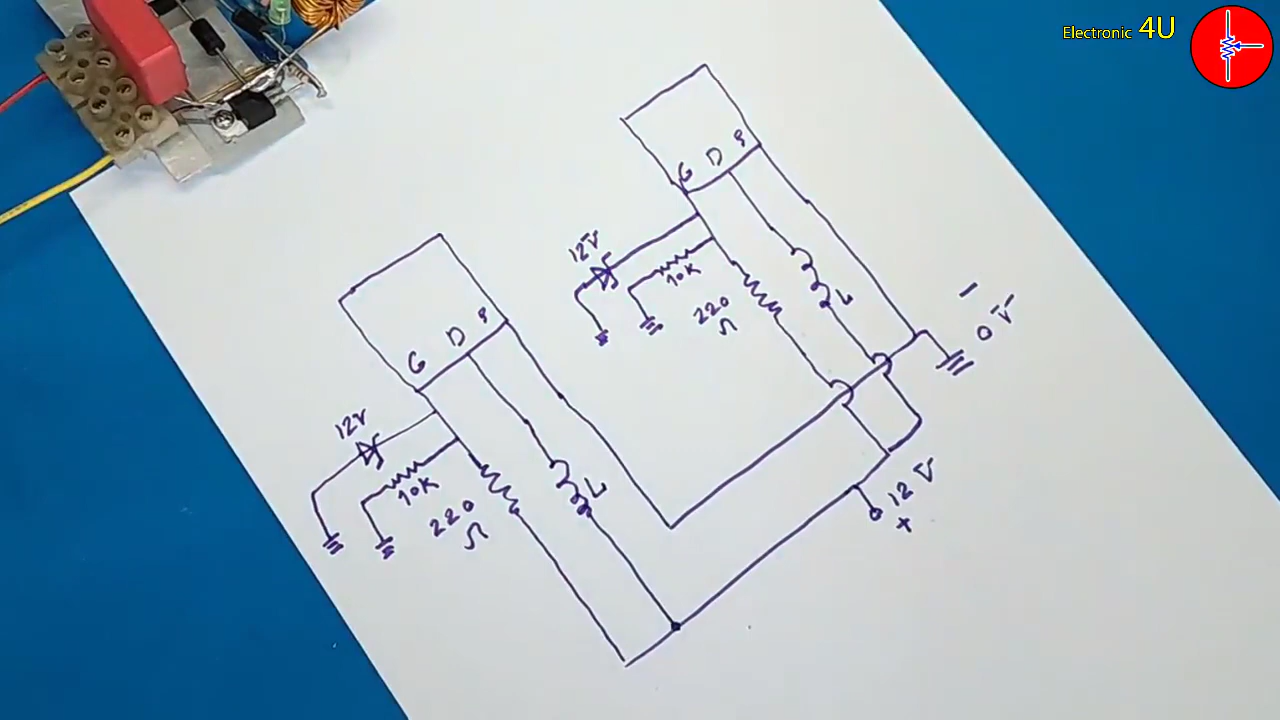 Electronic 4U
G D S
12V
10K
220
Ω
L
- 0V
G D S
12V
10K
220
Ω
L
12V
+